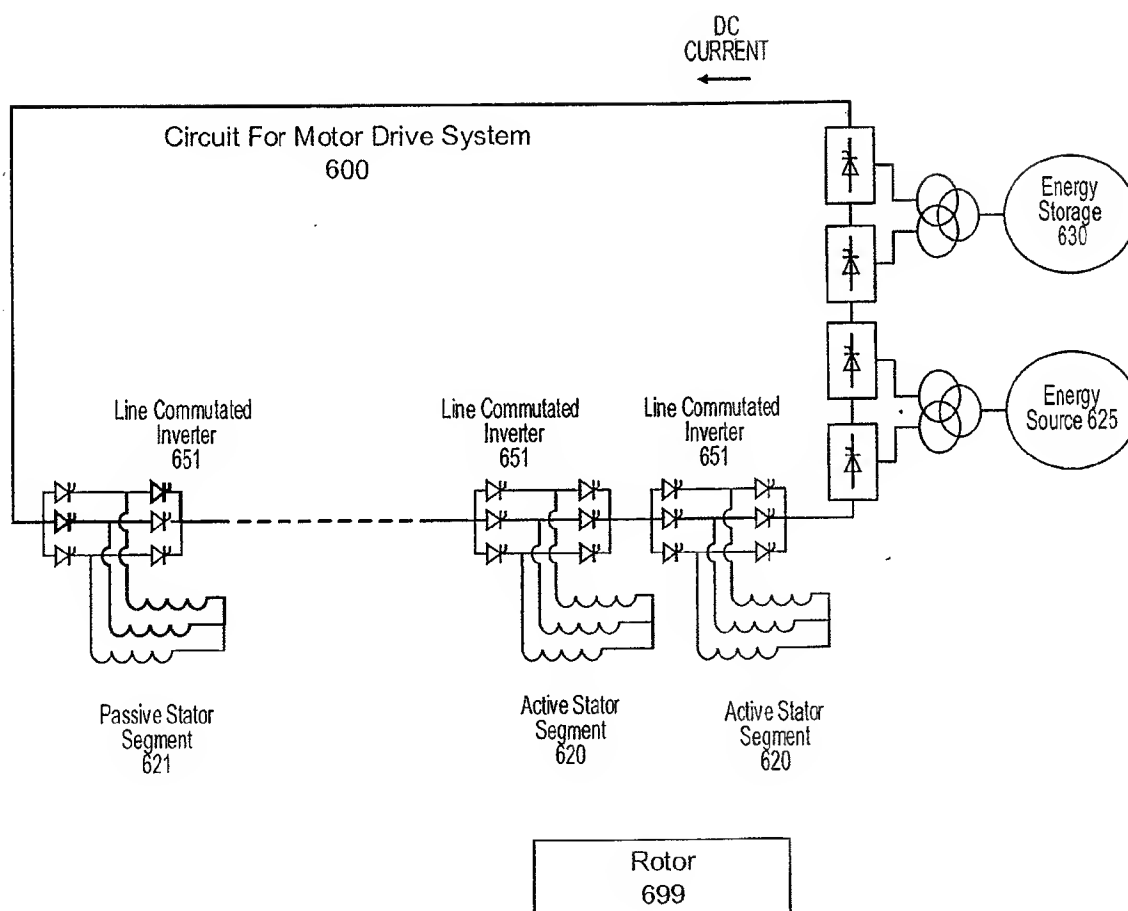 DC
CURRENT
Circuit For Motor Drive System
600
Energy
Storage
630
Energy
Source 625
Line Commutated
Inverter
651
Line Commutated
Inverter
651
Line Commutated
Inverter
651
Passive Stator
Segment
621
Active Stator
Segment
620
Active Stator
Segment
620
Rotor
699